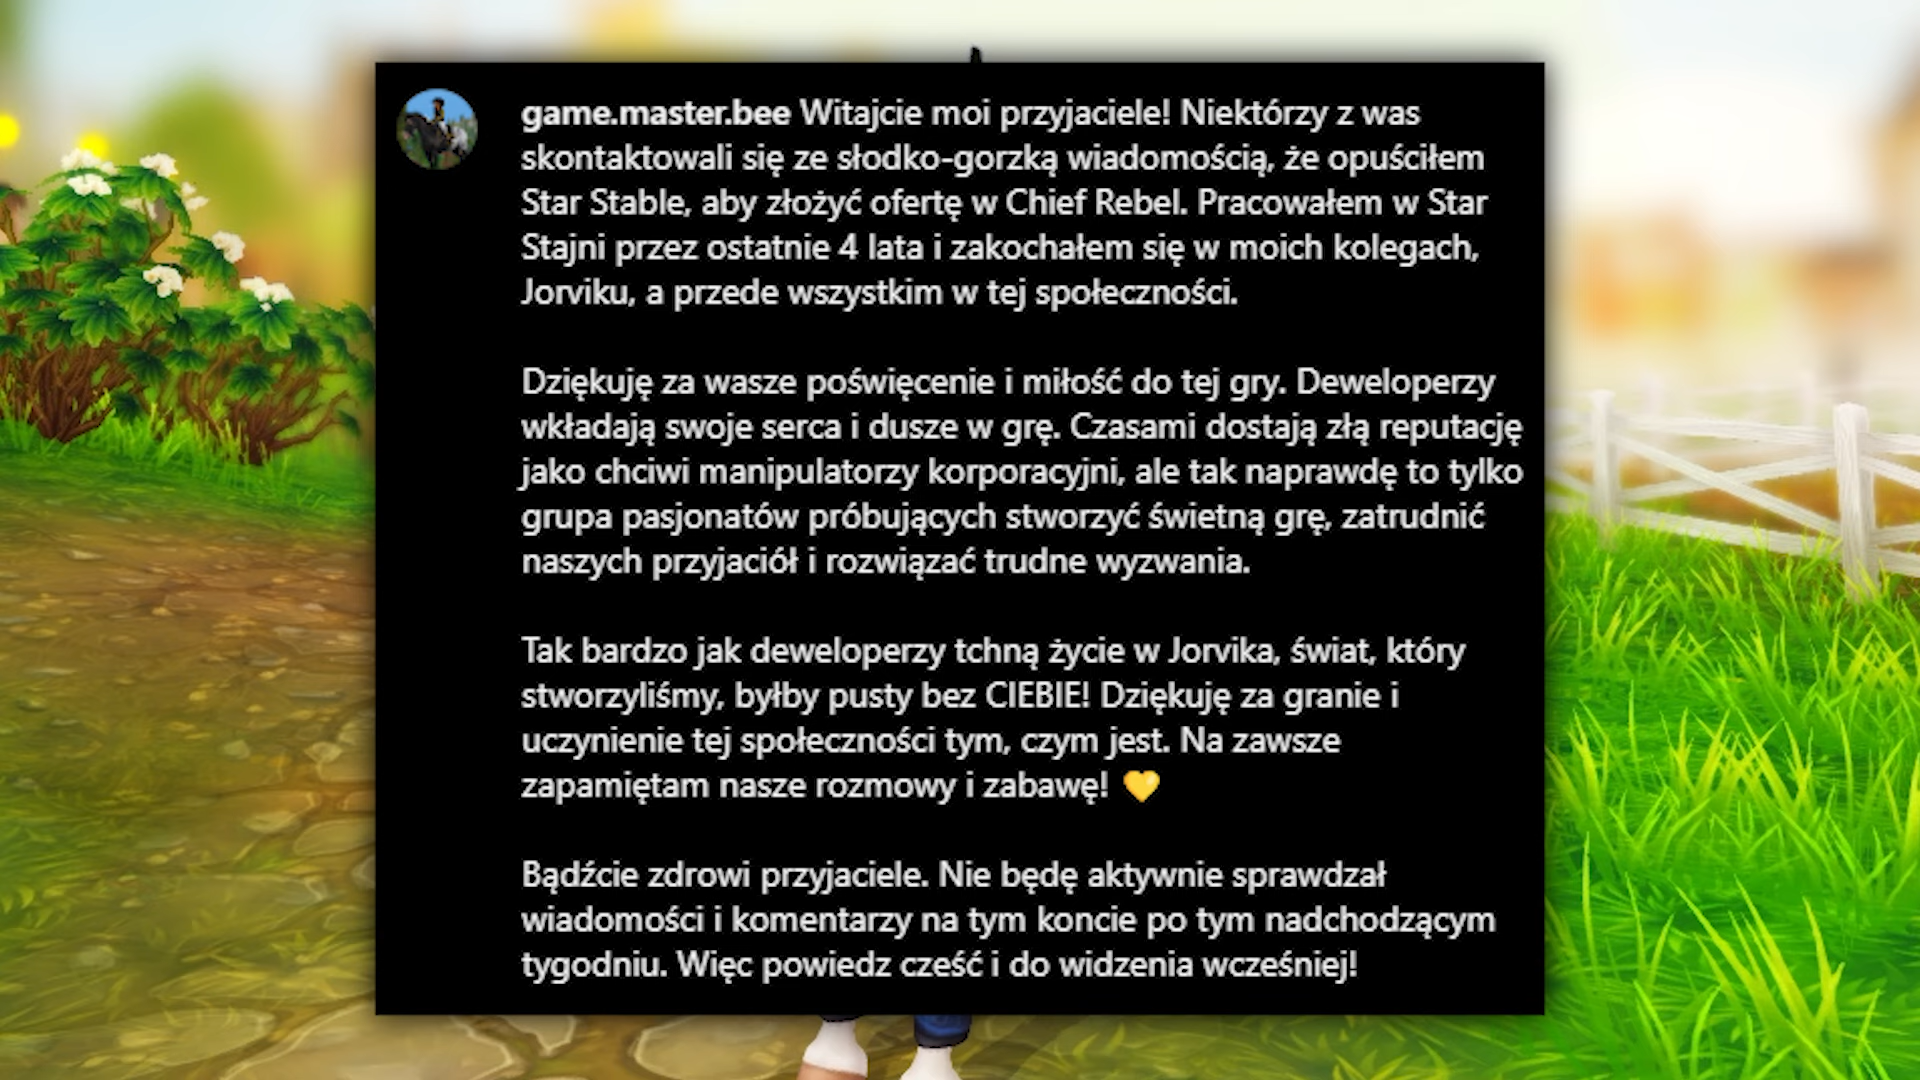 game.master.bee Witajcie moi przyjaciele! Niektórzy z was
skontaktowali się ze słodko-gorzką wiadomością, że opuściłem
Star Stable, aby złożyć ofertę w Chief Rebel. Pracowałem w Star
Stajni przez ostatnie 4 lata i zakochałem się w moich kolegach,
Jorviku, a przede wszystkim w tej społeczności.
Dziękuję za wasze poświęcenie i miłość do tej gry. Deweloperzy
wkładają swoje serca i dusze w grę. Czasami dostają złą reputację
jako chciwi manipulatorzy korporacyjni, ale tak naprawdę to tylko
grupa pasjonatów próbujących stworzyć świetną grę, zatrudnić
naszych przyjaciół i rozwiązać trudne wyzwania.
Tak bardzo jak deweloperzy tchną życie w Jorvika, świat, który
stworzyliśmy, byłby pusty bez CIEBIE! Dziękuję za granie i
uczynienie tej społeczności tym, czym jest. Na zawsze
zapamiętam nasze rozmowy i zabawę! 💛
Bądźcie zdrowi przyjaciele. Nie będę aktywnie sprawdzał
wiadomości i komentarzy na tym koncie po tym nadchodzącym
tygodniu. Więc powiedz cześć i do widzenia wcześniej!